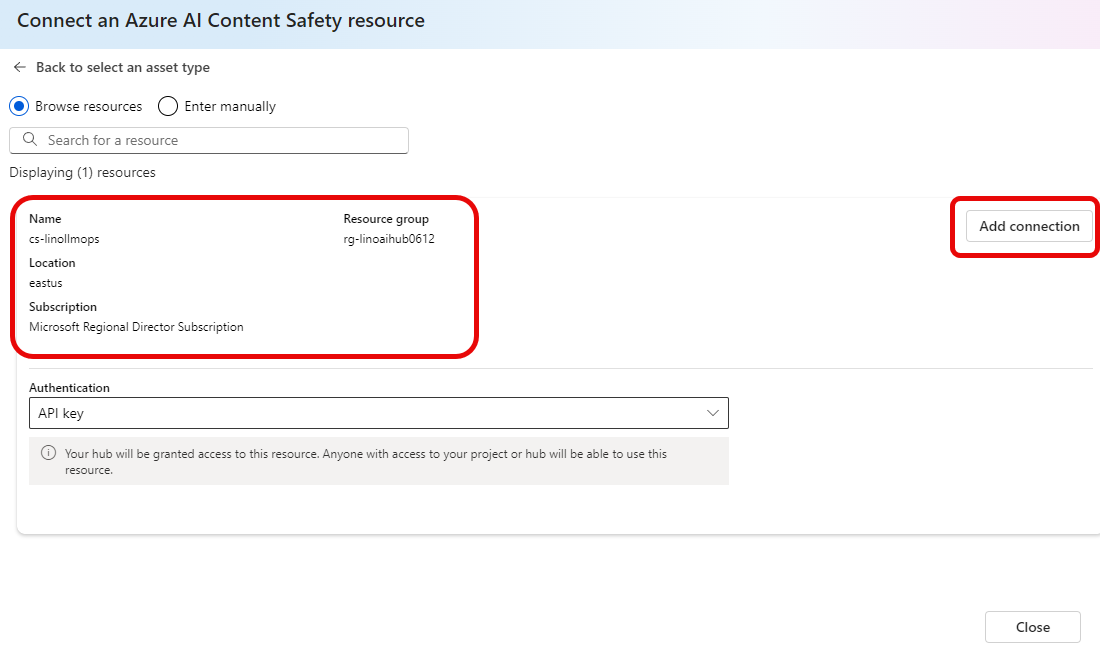 Connect an Azure AI Content Safety resource
Back to select an asset type
Browse resources
Enter manually
Search for a resource
Displaying (1) resources
Name
cs-linollmops
Resource group
rg-linoaihub0612
Location
eastus
Subscription
Microsoft Regional Director Subscription
Add connection
Authentication
API key
Your hub will be granted access to this resource. Anyone with access to your project or hub will be able to use this
resource.
Close